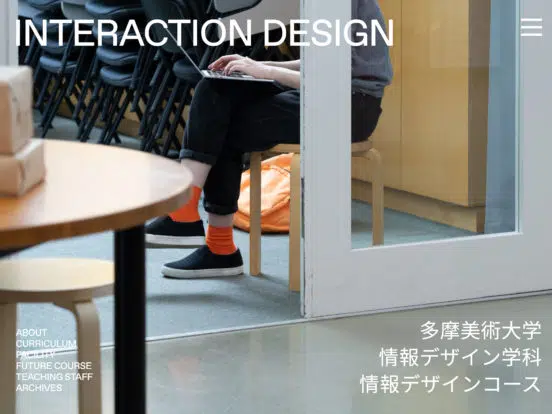 INTERACTION DESIGN
ABOUT
CURRICULUM
FACILITY
FUTURE COURSE
TEACHING STAFF
ARCHIVES
多摩美術大学
情報デザイン学科
情報デザインコース